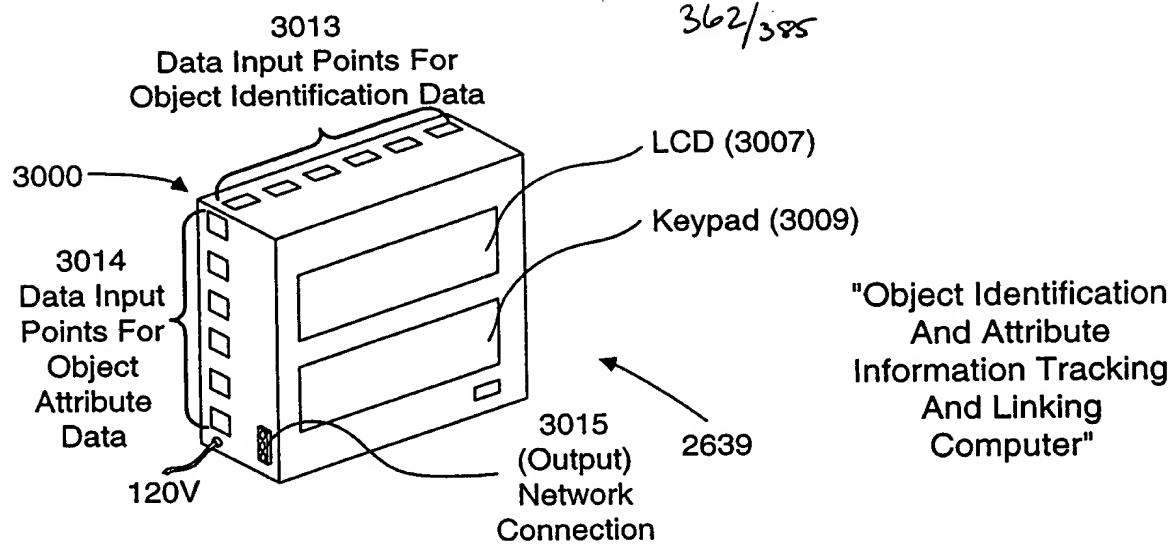 362/385
3013
Data Input Points For
Object Identification Data
LCD (3007)
3000
Keypad (3009)
3014
Data Input
Points For
Object
Attribute
Data
"Object Identification
And Attribute
Information Tracking
And Linking
Computer"
3015
(Output)
Network
Connection
2639
120V